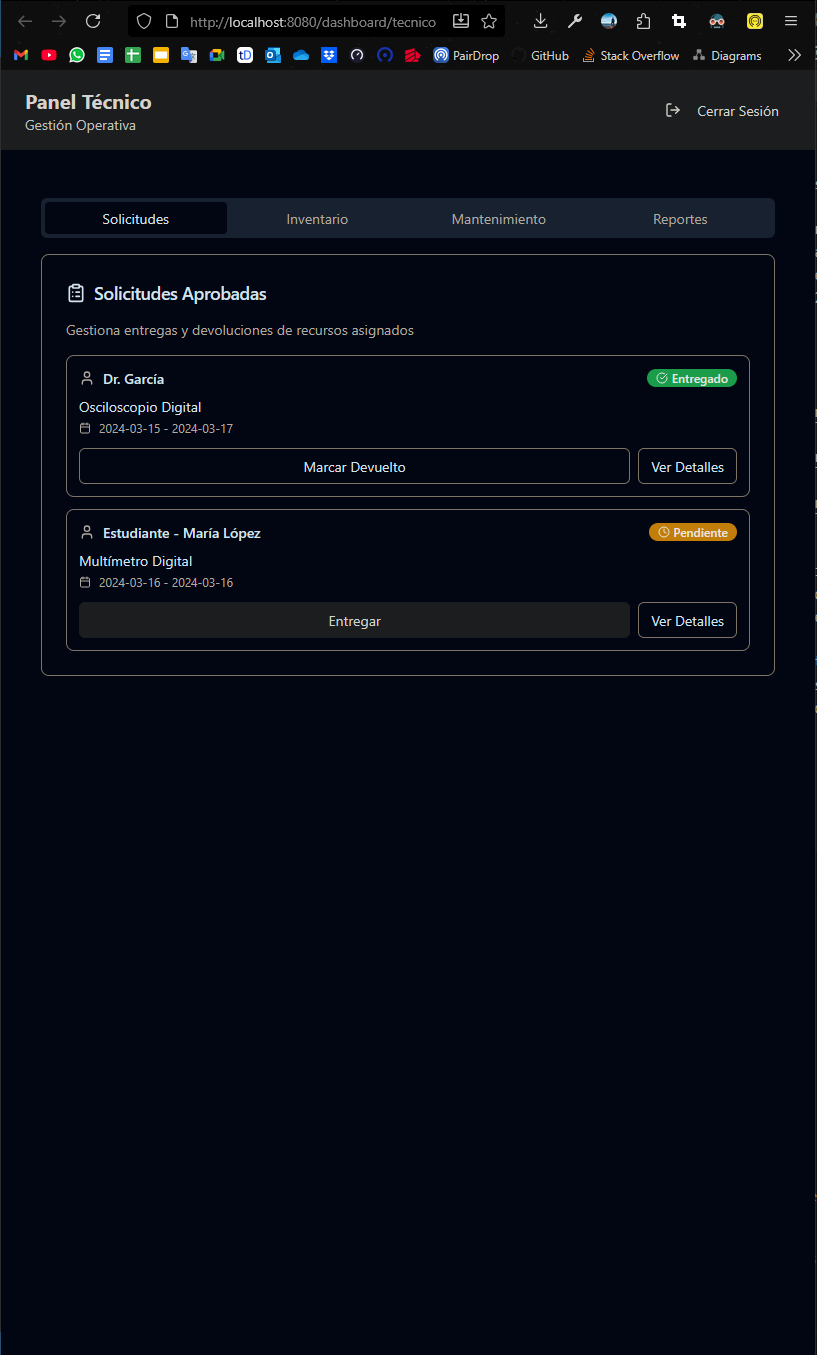 http://localhost:8080/dashboard/tecnico
PairDrop GitHub Stack Overflow Diagrams
Panel Técnico
Gestión Operativa
Cerrar Sesión
Solicitudes Inventario Mantenimiento Reportes
Solicitudes Aprobadas
Gestiona entregas y devoluciones de recursos asignados
Dr. García Entregado
Osciloscopio Digital
2024-03-15 - 2024-03-17
Marcar Devuelto Ver Detalles
Estudiante - María López Pendiente
Multímetro Digital
2024-03-16 - 2024-03-16
Entregar Ver Detalles